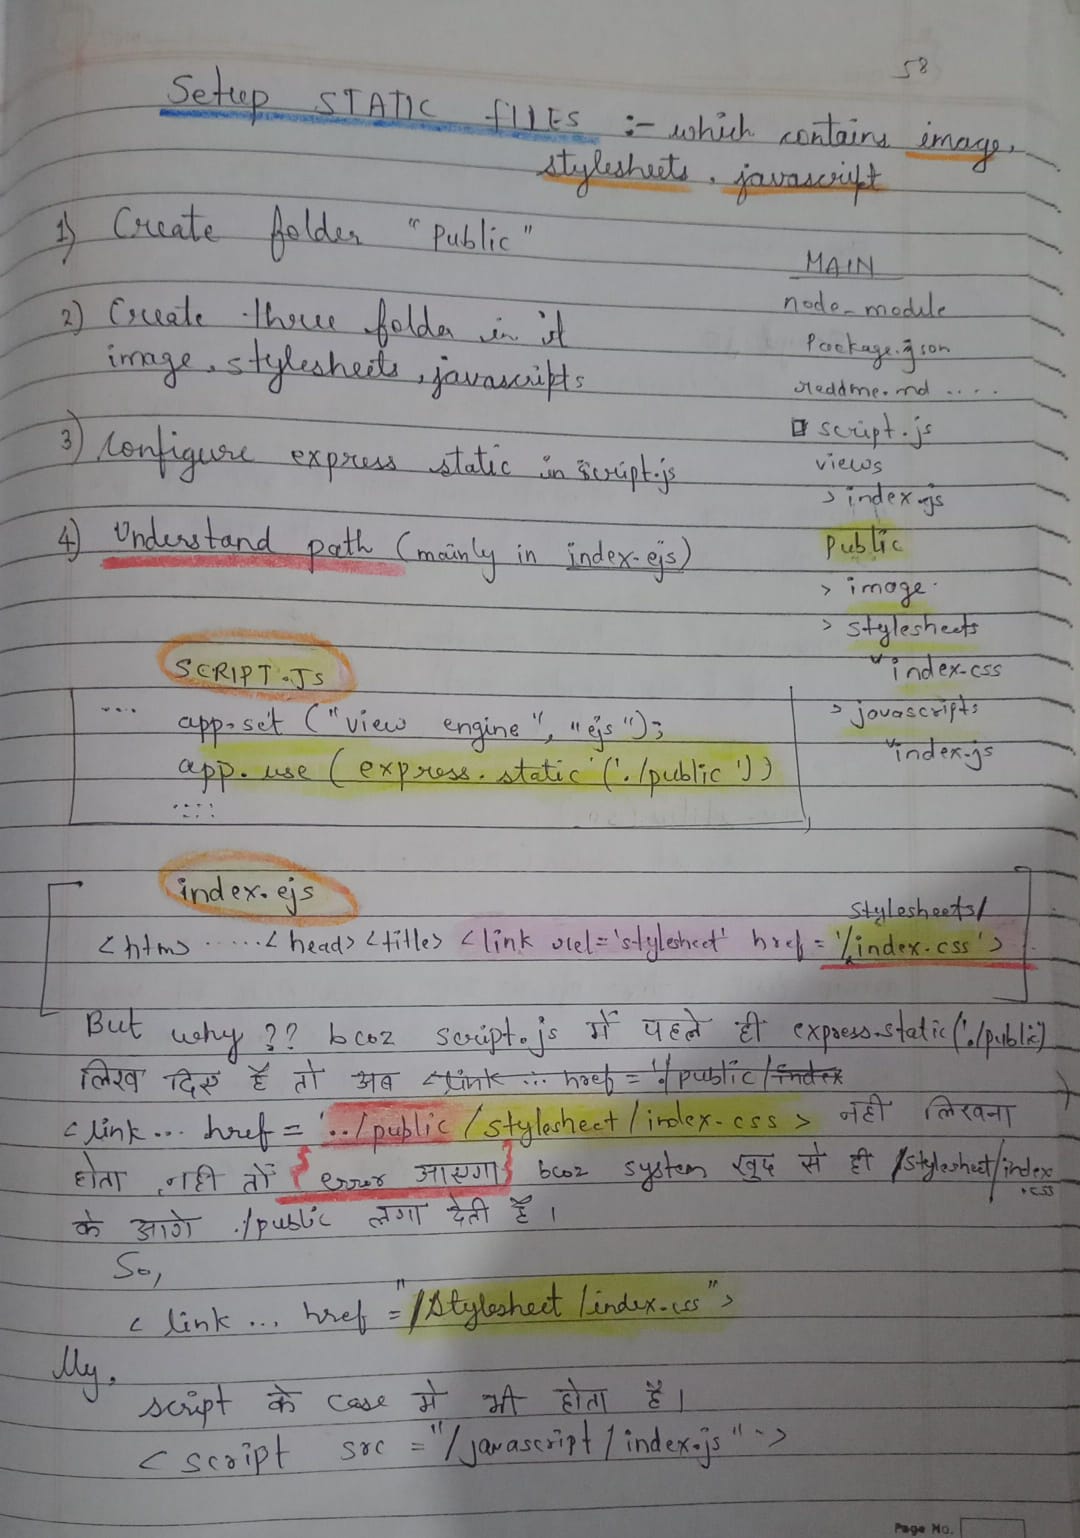 58
Setup STATIC fIlES :- which contains image,
stylesheets, javascript
1) Create folder "Public"
2) Create three folder in it
image, stylesheets, javascripts
3) Configure express static in script.js
4) Understand path (mainly in index.ejs)
MAIN
node_module
Package.json
readme.md ....
script.js
views
> index.ejs
Public
> image.
> stylesheets
index.css
> javascripts
index.js
SCRIPT.JS
....
app.set ("view engine", "ejs");
app.use (express.static ('./public'))
index.ejs
Stylesheets/
<htm> .....< head> <title> <link rel='stylesheet' href = '/index.css'>
But why ?? bcoz script.js में पहले ही express.static('./public')
लिख दिए हैं तो अब <link ... href = './public/index
< link... href = '../public/stylesheet/index.css > नही लिखना
होता, नही तों { error आएगा } bcoz system खुद से ही /stylesheet/index
.css
के आगे ./public लगा देती हैं।
So,
< link ... href = "/stylesheet/index.css">
lly,
script के case मे भी होता है।
< script src = "/javascript/index.js" ->
Page No.